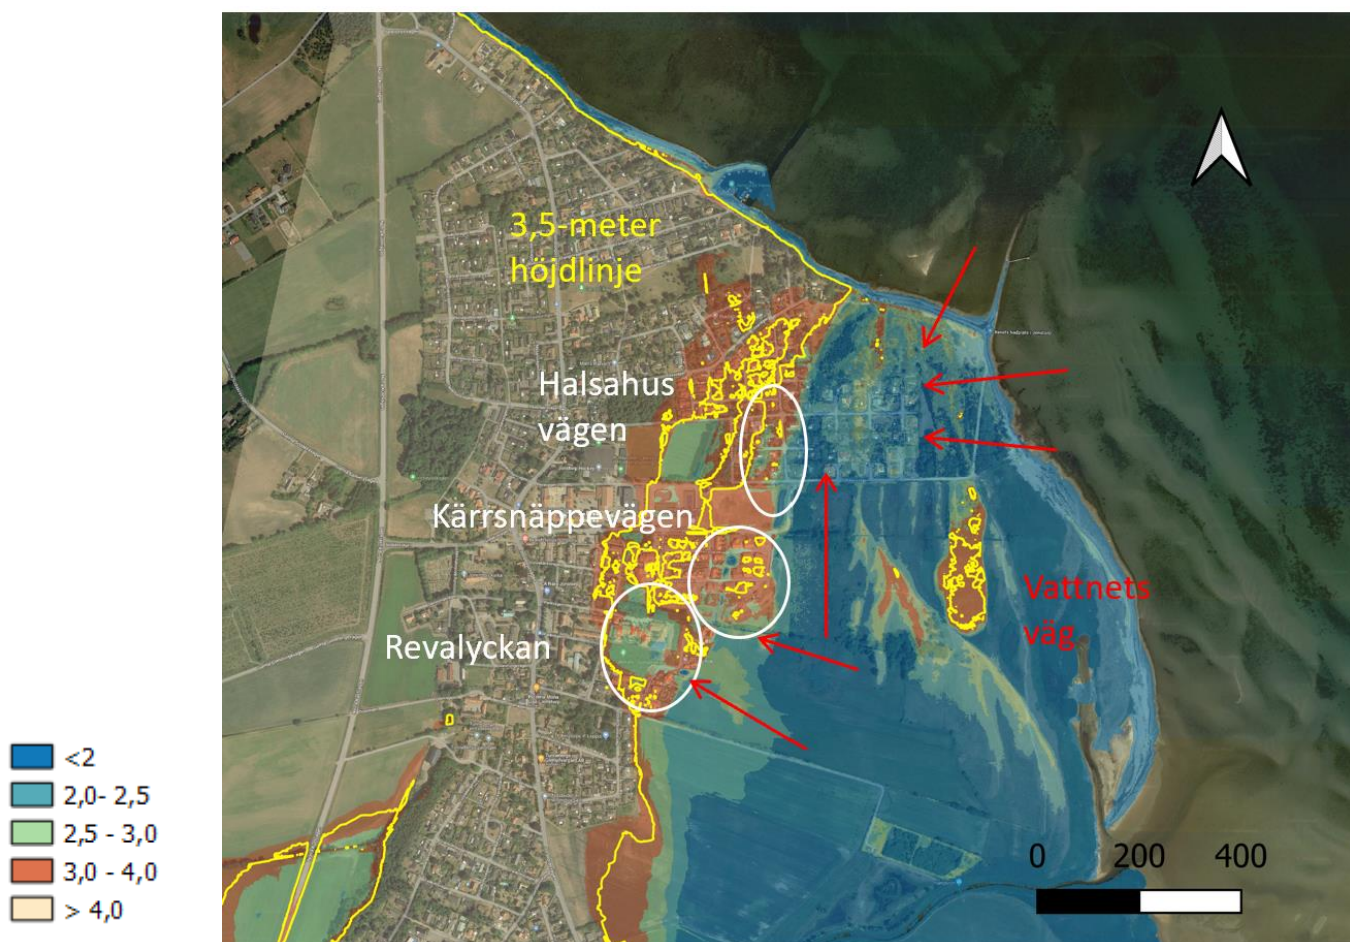 3,5-meter
höjdlinje
Halsahus
vägen
Kärrsnäppevägen
Revalyckan
Vattnets
väg
<2
2,0- 2,5
2,5 - 3,0
3,0 - 4,0
> 4,0
0 200 400